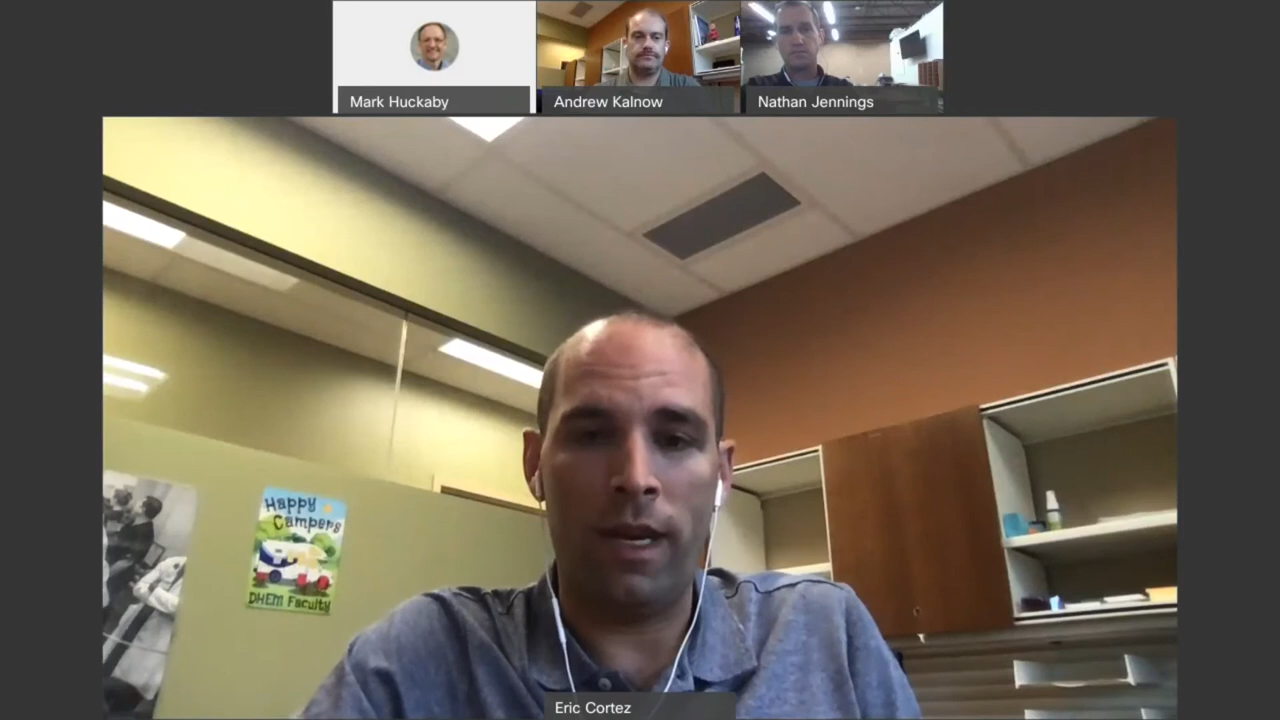 Mark Huckaby
Andrew Kalnow
Nathan Jennings
Happy
Campers
DHEM Faculty
Eric Cortez